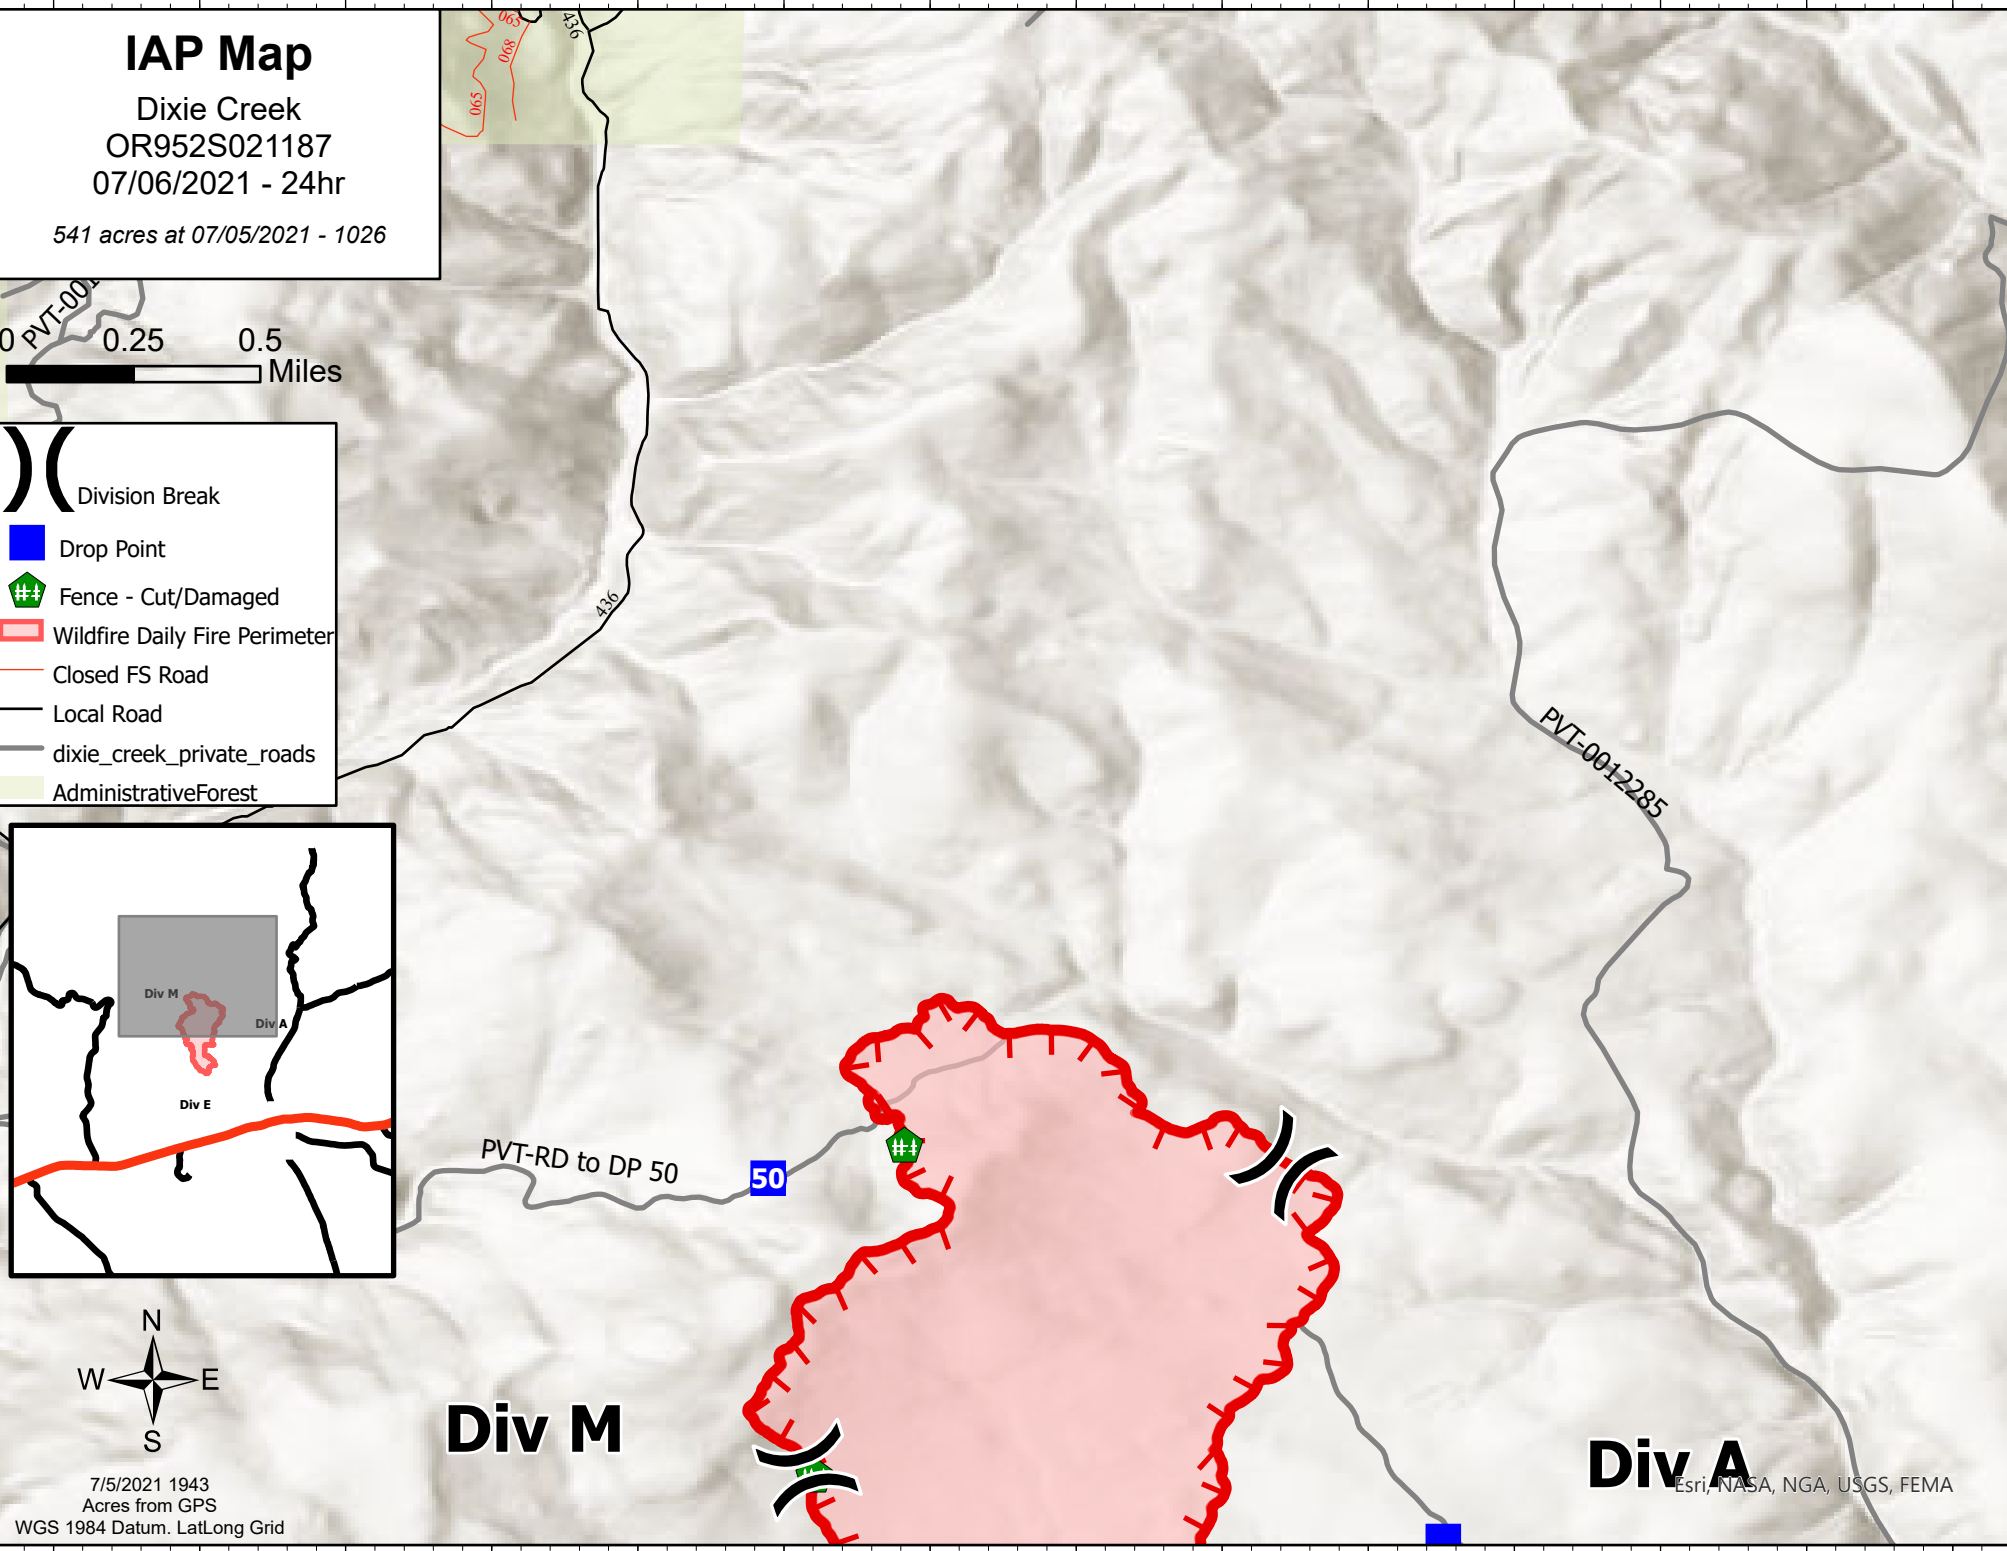 IAP Map
Dixie Creek
OR952S021187
07/06/2021 - 24hr
541 acres at 07/05/2021 - 1026
065
068
065
436
0 0.25 0.5
Miles
Division Break
Drop Point
Fence - Cut/Damaged
Wildfire Daily Fire Perimeter
Closed FS Road
Local Road
dixie_creek_private_roads
AdministrativeForest
436
PVT-0012285
Div M
Div A
Div E
PVT-RD to DP 50
50
N
W E
S
Div M
Div A
7/5/2021 1943
Acres from GPS
WGS 1984 Datum. LatLong Grid
Esri, NASA, NGA, USGS, FEMA